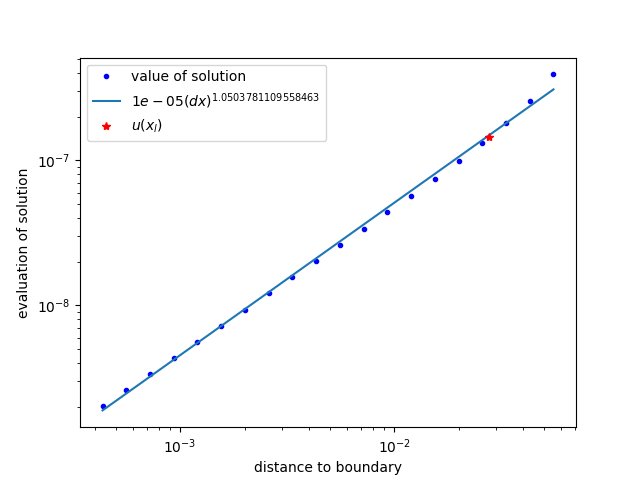 value of solution
1e − 05(dx)^1.0503781109558463
u(x_l)
evaluation of solution
10^−7
10^−8
10^−3
10^−2
distance to boundary